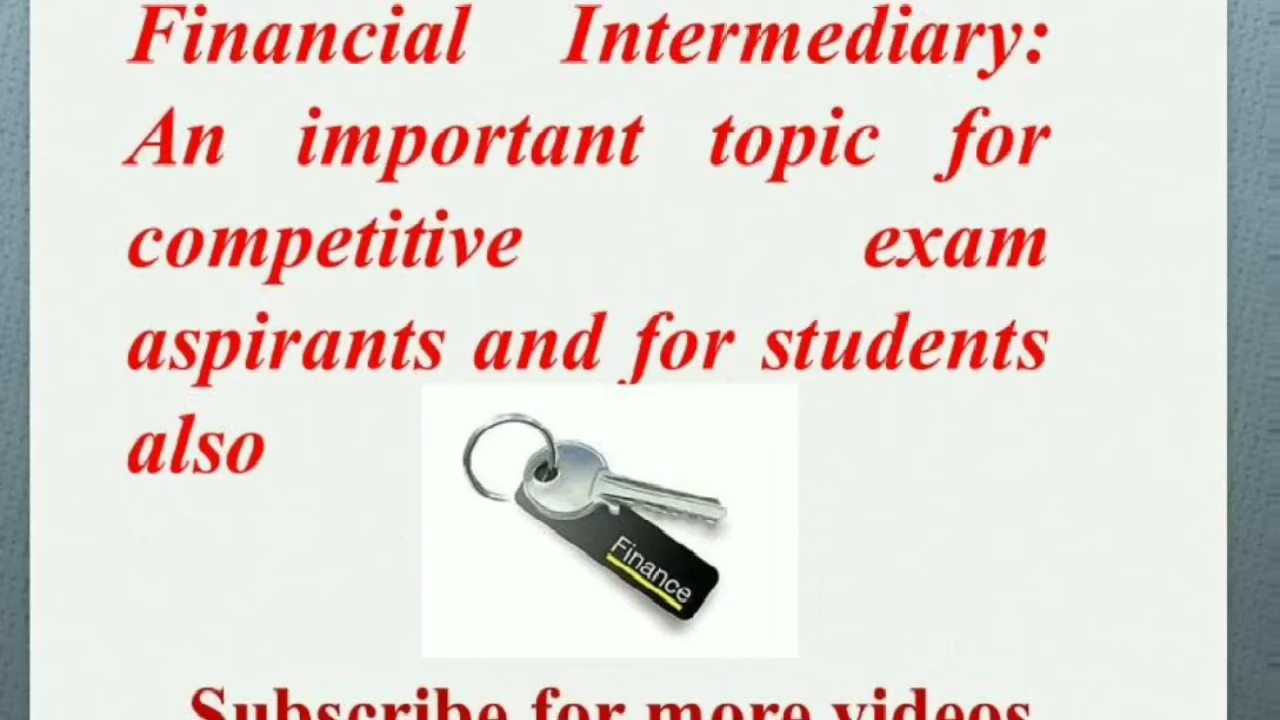 Financial Intermediary:
An important topic for
competitive exam
aspirants and for students
also
Finance
Subscribe for more videos